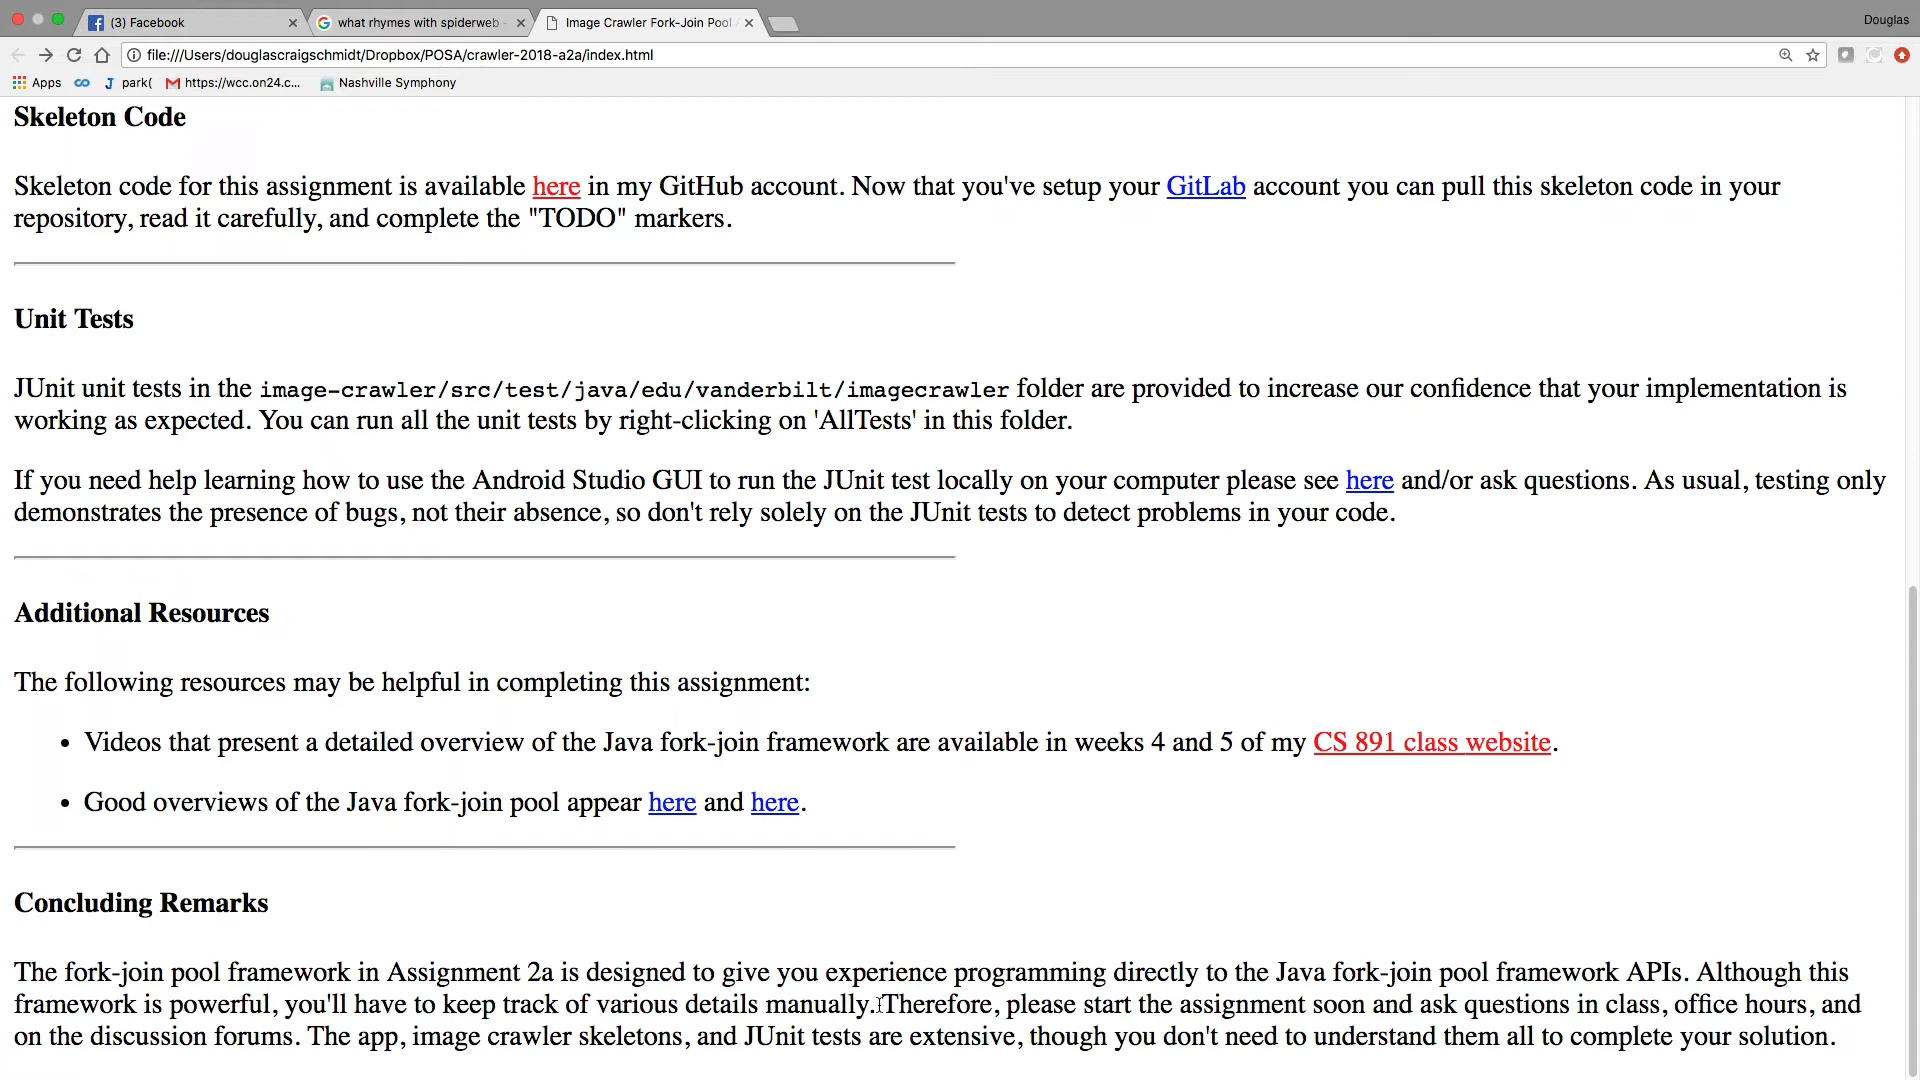 (3) Facebook
what rhymes with spiderweb -
Image Crawler Fork-Join Pool
Douglas
file:///Users/douglascraigschmidt/Dropbox/POSA/crawler-2018-a2a/index.html
Apps
park(
https://wcc.on24.c...
Nashville Symphony
Skeleton Code
Skeleton code for this assignment is available here in my GitHub account. Now that you've setup your GitLab account you can pull this skeleton code in your
repository, read it carefully, and complete the "TODO" markers.
Unit Tests
JUnit unit tests in the image-crawler/src/test/java/edu/vanderbilt/imagecrawler folder are provided to increase our confidence that your implementation is
working as expected. You can run all the unit tests by right-clicking on 'AllTests' in this folder.
If you need help learning how to use the Android Studio GUI to run the JUnit test locally on your computer please see here and/or ask questions. As usual, testing only
demonstrates the presence of bugs, not their absence, so don't rely solely on the JUnit tests to detect problems in your code.
Additional Resources
The following resources may be helpful in completing this assignment:
• Videos that present a detailed overview of the Java fork-join framework are available in weeks 4 and 5 of my CS 891 class website.
• Good overviews of the Java fork-join pool appear here and here.
Concluding Remarks
The fork-join pool framework in Assignment 2a is designed to give you experience programming directly to the Java fork-join pool framework APIs. Although this
framework is powerful, you'll have to keep track of various details manually. Therefore, please start the assignment soon and ask questions in class, office hours, and
on the discussion forums. The app, image crawler skeletons, and JUnit tests are extensive, though you don't need to understand them all to complete your solution.